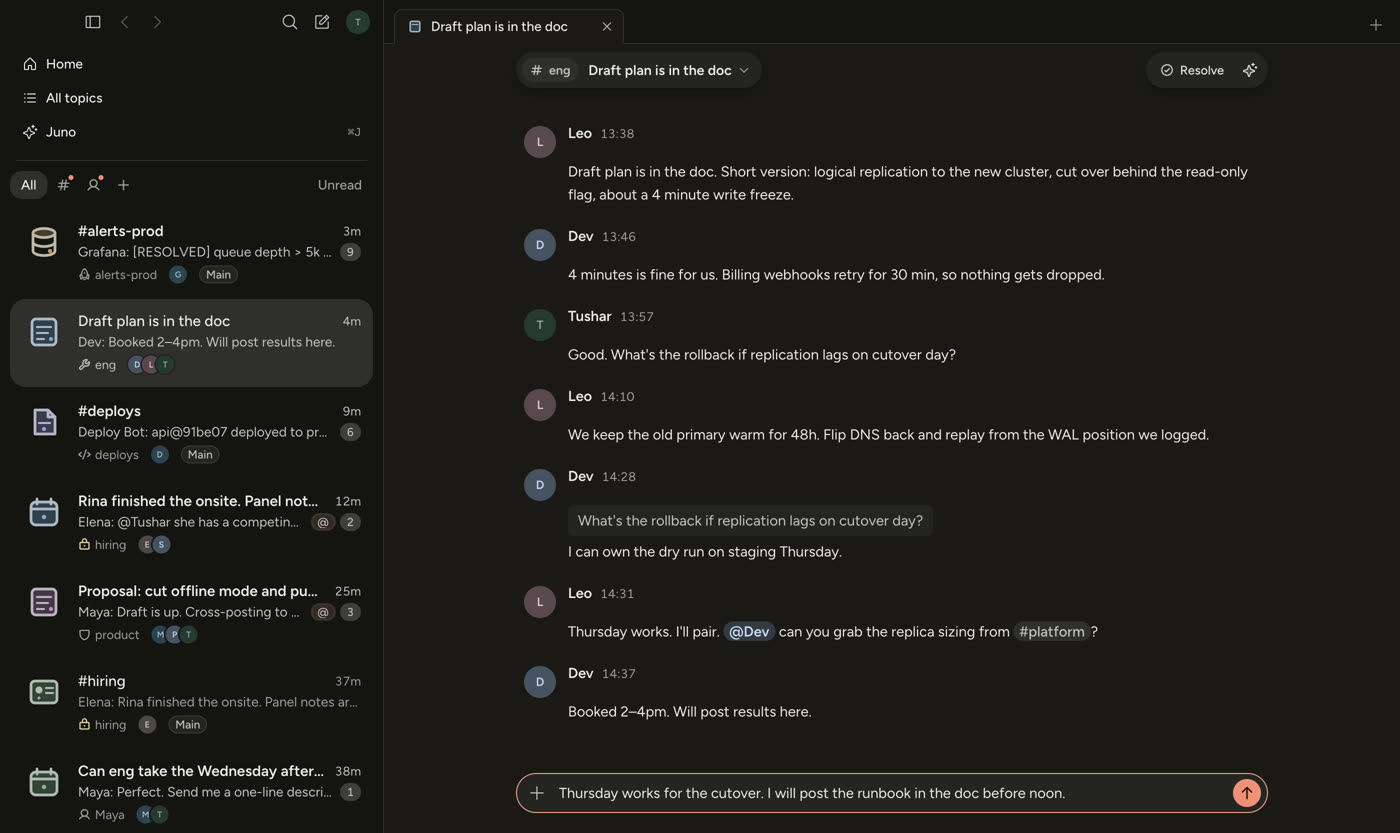 T
Home
All topics
Juno
⌘J
All
Unread
#alerts-prod
3m
Grafana: [RESOLVED] queue depth > 5k ...
9
alerts-prod
G
Main
Draft plan is in the doc
4m
Dev: Booked 2–4pm. Will post results here.
eng
D
L
T
#deploys
9m
Deploy Bot: api@91be07 deployed to pr...
6
deploys
D
Main
Rina finished the onsite. Panel not...
12m
Elena: @Tushar she has a competin...
@
2
hiring
E
S
Proposal: cut offline mode and pu...
25m
Maya: Draft is up. Cross-posting to ...
@
3
product
M
P
T
#hiring
37m
Elena: Rina finished the onsite. Panel notes ar...
hiring
E
Main
Can eng take the Wednesday after...
38m
Maya: Perfect. Send me a one-line descri...
1
Maya
M
T
Draft plan is in the doc
# eng
Draft plan is in the doc
Resolve
L
Leo 13:38
Draft plan is in the doc. Short version: logical replication to the new cluster, cut over behind the read-only
flag, about a 4 minute write freeze.
D
Dev 13:46
4 minutes is fine for us. Billing webhooks retry for 30 min, so nothing gets dropped.
T
Tushar 13:57
Good. What's the rollback if replication lags on cutover day?
L
Leo 14:10
We keep the old primary warm for 48h. Flip DNS back and replay from the WAL position we logged.
D
Dev 14:28
What's the rollback if replication lags on cutover day?
I can own the dry run on staging Thursday.
L
Leo 14:31
Thursday works. I'll pair. @Dev can you grab the replica sizing from #platform ?
D
Dev 14:37
Booked 2–4pm. Will post results here.
Thursday works for the cutover. I will post the runbook in the doc before noon.